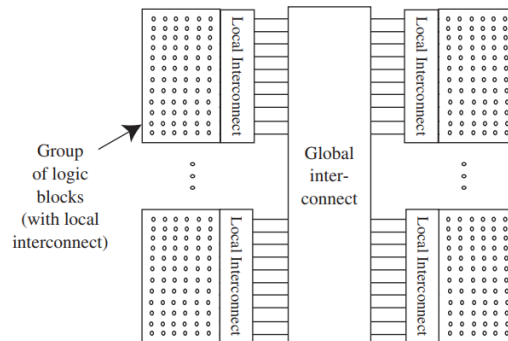 Local Interconnect
Local Interconnect
Group
of logic
blocks
(with local
interconnect)
Global
inter-
connect
Local Interconnect
Local Interconnect